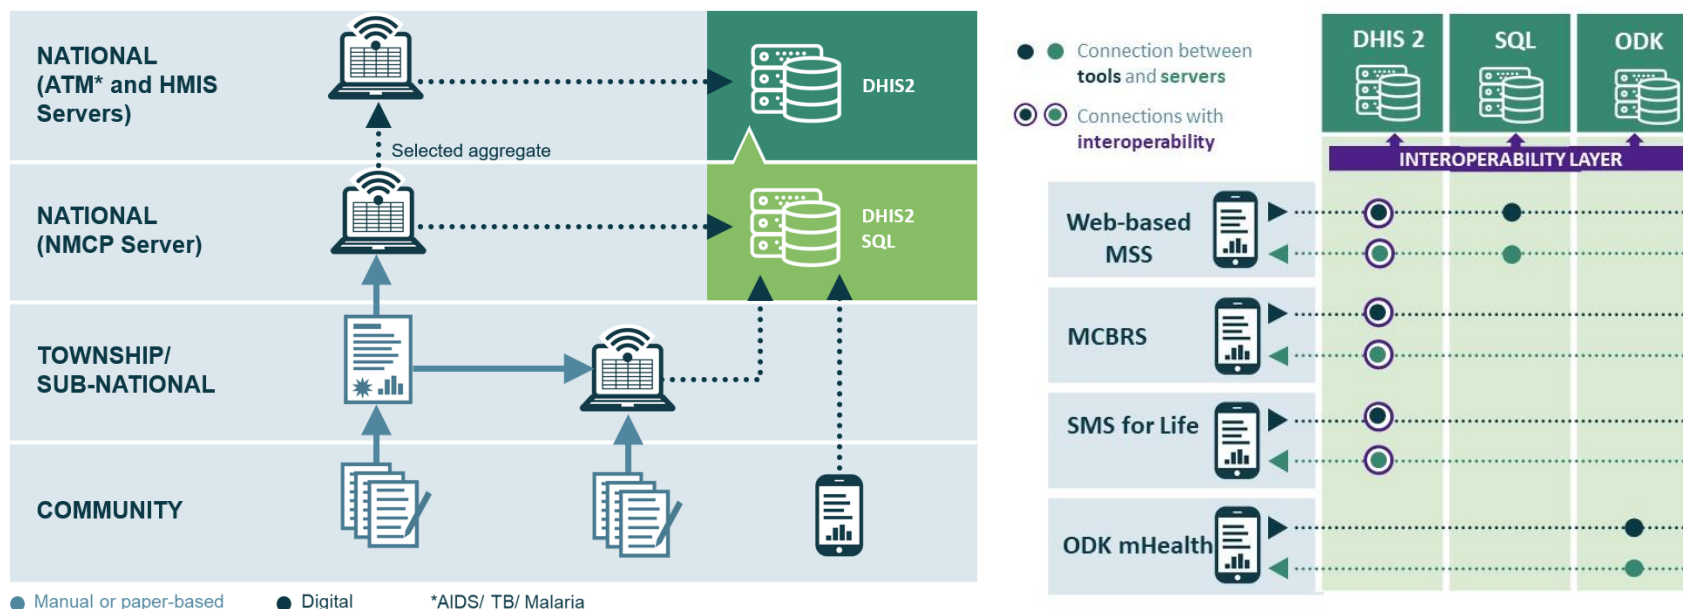 NATIONAL
(ATM* and HMIS
Servers)
DHIS2
Selected aggregate
NATIONAL
(NMCP Server)
DHIS2
SQL
TOWNSHIP/
SUB-NATIONAL
COMMUNITY
Manual or paper-based
Digital
*AIDS/ TB/ Malaria
Connection between
tools and servers
Connections with
interoperability
DHIS 2
SQL
ODK
INTEROPERABILITY LAYER
Web-based
MSS
MCBRS
SMS for Life
ODK mHealth